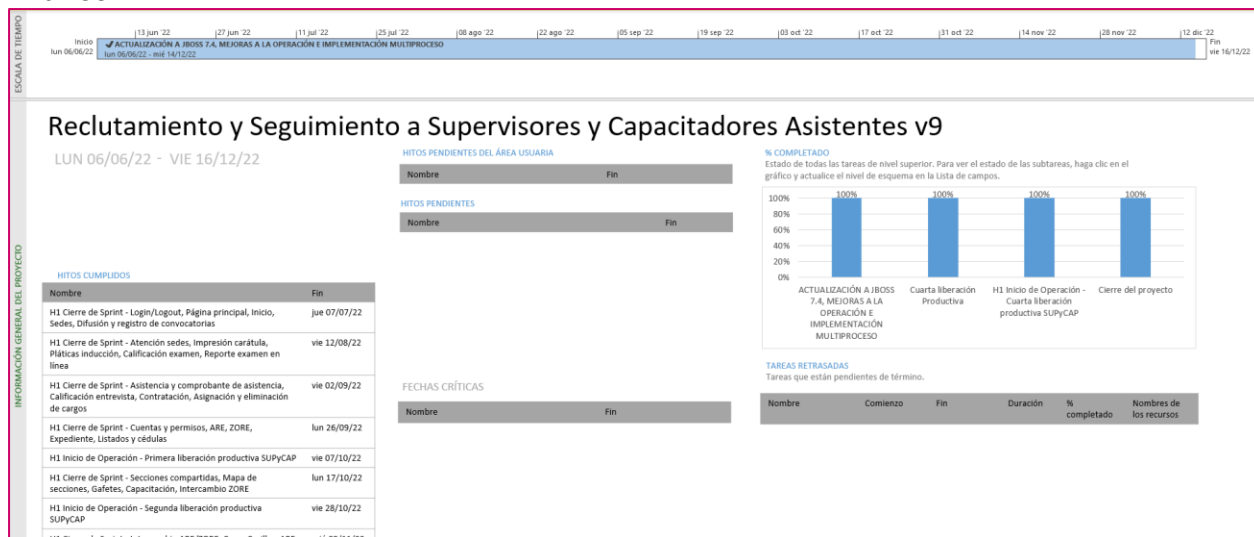 ESCALA DE TIEMPO
|13 jun '22 |27 jun '22 |11 jul '22 |25 jul '22 |08 ago '22 |22 ago '22 |05 sep '22 |19 sep '22 |03 oct '22 |17 oct '22 |31 oct '22 |14 nov '22 |28 nov '22 |12 dic '22
Inicio
lun 06/06/22
ACTUALIZACIÓN A JBOSS 7.4, MEJORAS A LA OPERACIÓN E IMPLEMENTACIÓN MULTIPROCESO
lun 06/06/22 - mié 14/12/22
Fin
vie 16/12/22
INFORMACIÓN GENERAL DEL PROYECTO
Reclutamiento y Seguimiento a Supervisores y Capacitadores Asistentes v9
LUN 06/06/22 - VIE 16/12/22
HITOS CUMPLIDOS
Nombre Fin
H1 Cierre de Sprint - Login/Logout, Página principal, Inicio, jue 07/07/22
Sedes, Difusión y registro de convocatorias
H1 Cierre de Sprint - Atención sedes, Impresión carátula, vie 12/08/22
Pláticas inducción, Calificación examen, Reporte examen en
línea
H1 Cierre de Sprint - Asistencia y comprobante de asistencia, vie 02/09/22
Calificación entrevista, Contratación, Asignación y eliminación
de cargos
H1 Cierre de Sprint - Cuentas y permisos, ARE, ZORE, lun 26/09/22
Expediente, Listados y cédulas
H1 Inicio de Operación - Primera liberación productiva SUPyCAP vie 07/10/22
H1 Cierre de Sprint - Secciones compartidas, Mapa de lun 17/10/22
secciones, Gafetes, Capacitación, Intercambio ZORE
H1 Inicio de Operación - Segunda liberación productiva vie 28/10/22
SUPyCAP
HITOS PENDIENTES DEL ÁREA USUARIA
Nombre Fin
HITOS PENDIENTES
Nombre Fin
FECHAS CRÍTICAS
Nombre Fin
% COMPLETADO
Estado de todas las tareas de nivel superior. Para ver el estado de las subtareas, haga clic en el
gráfico y actualice el nivel de esquema en la Lista de campos.
100% 100% 100% 100%
100%
80%
60%
40%
20%
0%
ACTUALIZACIÓN A JBOSS
7.4, MEJORAS A LA
OPERACIÓN E
IMPLEMENTACIÓN
MULTIPROCESO
Cuarta liberación
Productiva
H1 Inicio de Operación -
Cuarta liberación
productiva SUPyCAP
Cierre del proyecto
TAREAS RETRASADAS
Tareas que están pendientes de término.
Nombre Comienzo Fin Duración %
completado Nombres de
los recursos